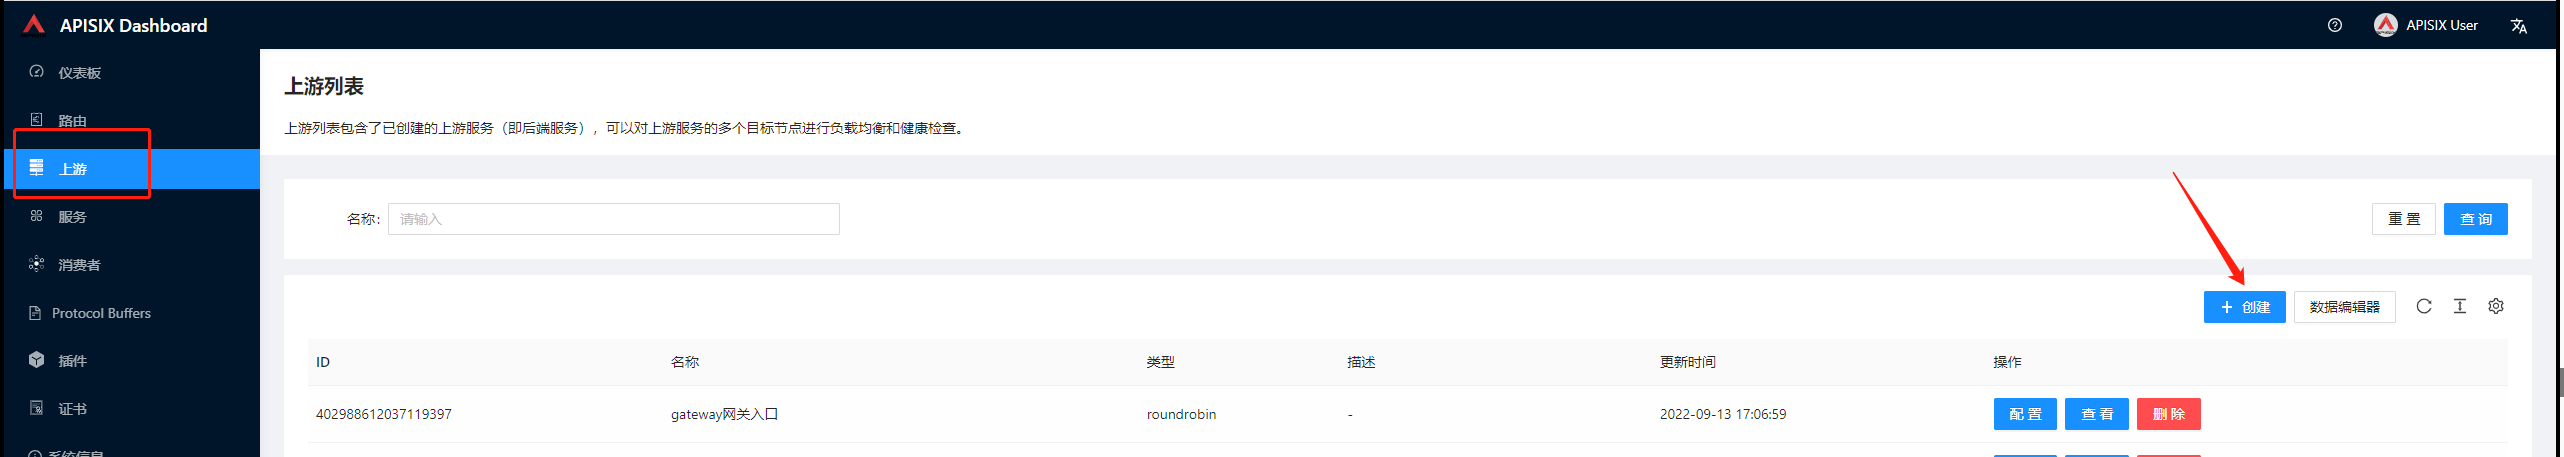 APISIX Dashboard
APISIX User
仪表板
路由
上游
服务
消费者
Protocol Buffers
插件
证书
系统信息
上游列表
上游列表包含了已创建的上游服务（即后端服务），可以对上游服务的多个目标节点进行负载均衡和健康检查。
名称： 请输入
重 置 查 询
+ 创建 数据编辑器
ID 名称 类型 描述 更新时间 操作
402988612037119397 gateway网关入口 roundrobin - 2022-09-13 17:06:59 配 置 查 看 删 除